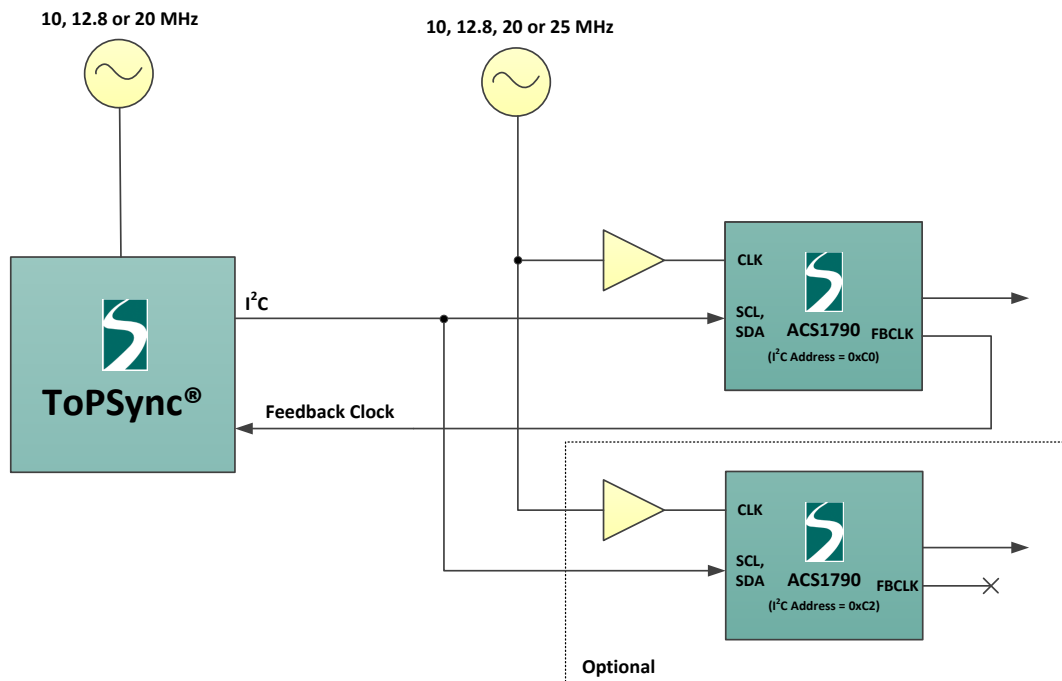 10, 12.8 or 20 MHz
10, 12.8, 20 or 25 MHz
ToPSync®
I²C
Feedback Clock
CLK
SCL,
SDA
ACS1790
(I²C Address = 0xC0)
FBCLK
CLK
SCL,
SDA
ACS1790
(I²C Address = 0xC2)
FBCLK
Optional